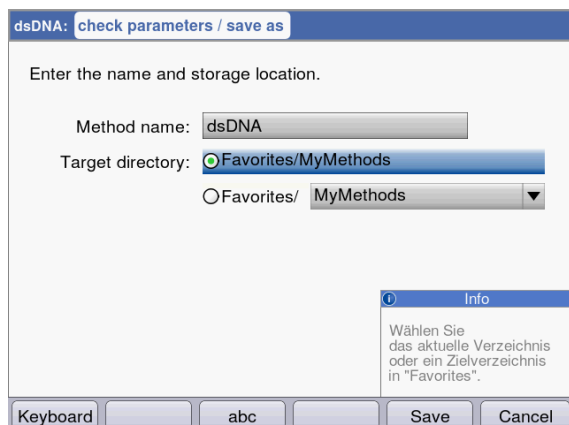 dsDNA: check parameters / save as
Enter the name and storage location.
Method name: dsDNA
Target directory: Favorites/MyMethods
Favorites/ MyMethods
Info
Wählen Sie
das aktuelle Verzeichnis
oder ein Zielverzeichnis
in "Favorites".
Keyboard abc Save Cancel